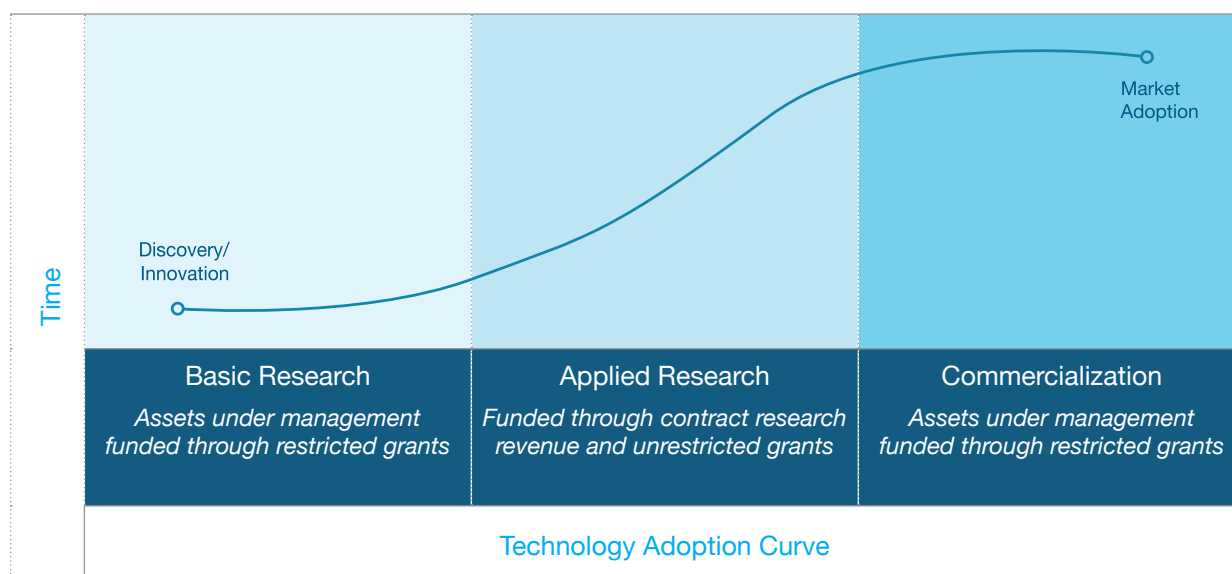 Discovery/
Innovation
Market
Adoption
Time
Basic Research
Assets under management
funded through restricted grants
Applied Research
Funded through contract research
revenue and unrestricted grants
Commercialization
Assets under management
funded through restricted grants
Technology Adoption Curve